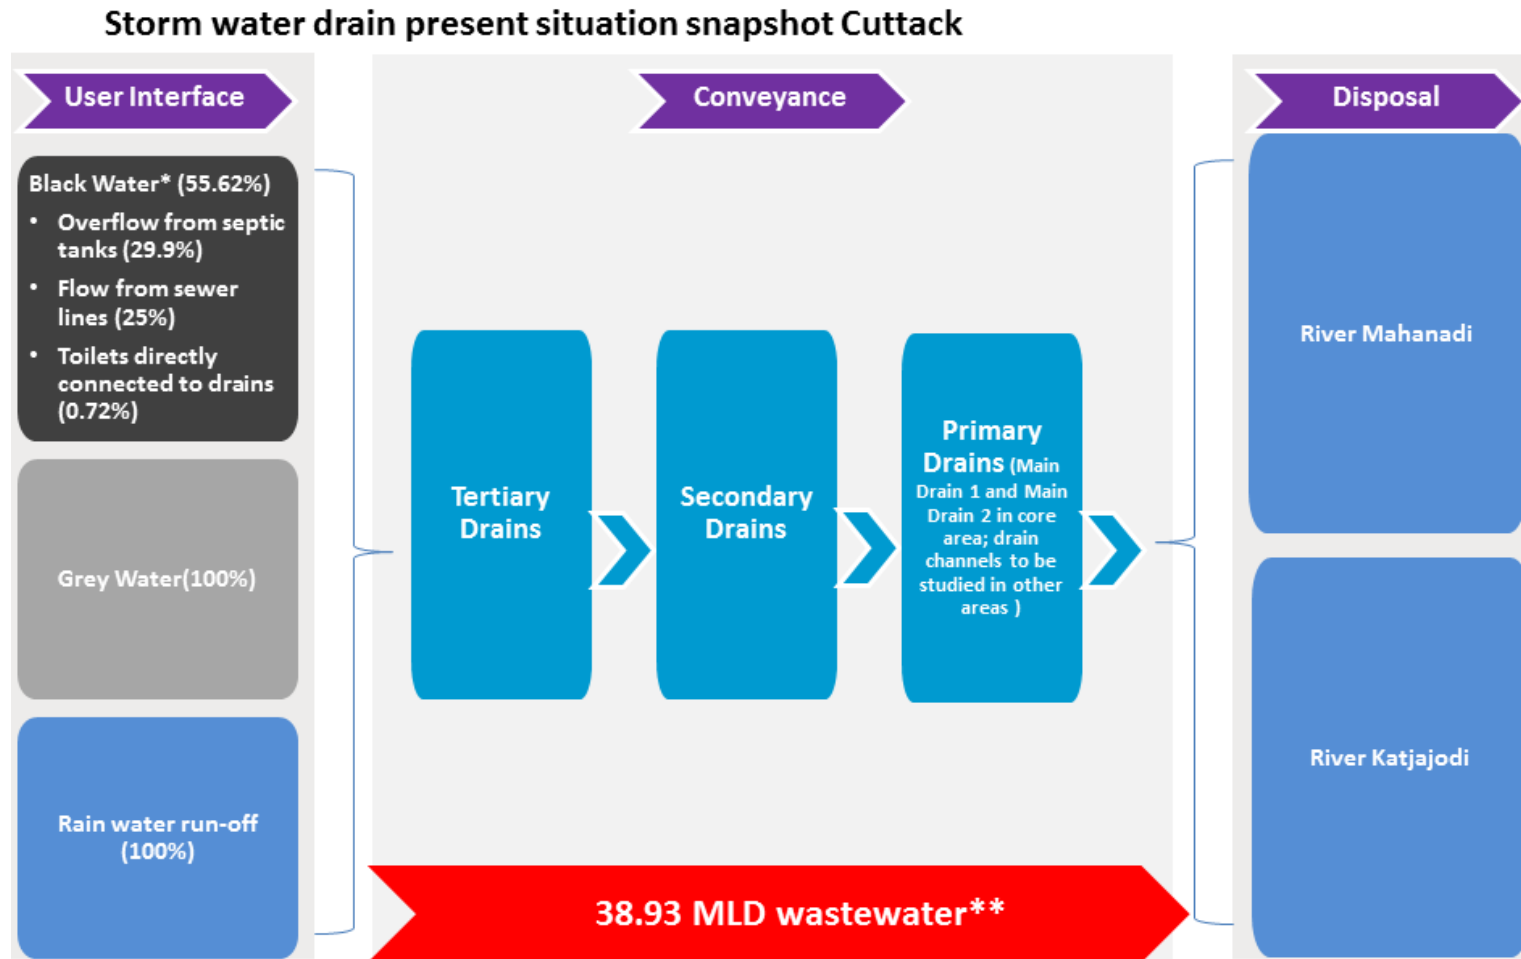 Storm water drain present situation snapshot Cuttack
User Interface
Black Water* (55.62%)
• Overflow from septic
tanks (29.9%)
• Flow from sewer
lines (25%)
• Toilets directly
connected to drains
(0.72%)
Grey Water(100%)
Rain water run-off
(100%)
Conveyance
Tertiary
Drains
Secondary
Drains
Primary
Drains (Main
Drain 1 and Main
Drain 2 in core
area; drain
channels to be
studied in other
areas )
38.93 MLD wastewater**
Disposal
River Mahanadi
River Katjajodi